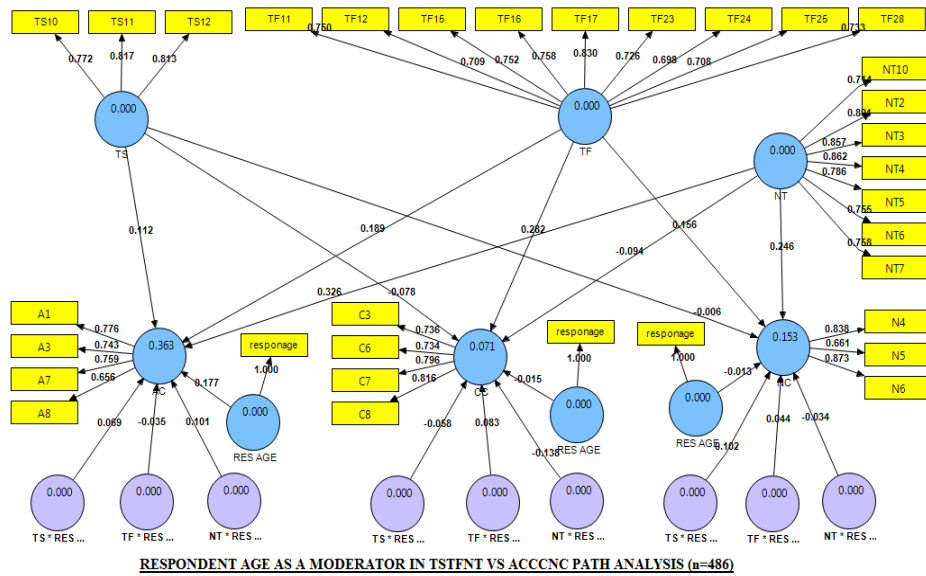 TS10 TS11 TS12 TF11 TF12 TF15 TF16 TF17 TF23 TF24 TF25 TF28
0.772 0.817 0.813 0.750 0.709 0.752 0.758 0.830 0.726 0.698 0.708 0.733
0.000 TS
0.000 TF
0.000 NT
NT10 0.714
NT2
NT3 0.857
NT4 0.862
NT5 0.786
NT6 0.755
NT7 0.758
0.112 0.189 0.282 -0.094 0.156 0.246
0.326 -0.078 -0.006
A1 0.776
A3 0.743
A7 0.759
A8 0.656
0.363 AC
responage 1.000
0.177
0.000 RES AGE
C3 0.736
C6 0.734
C7 0.796
C8 0.816
0.071 CC
responage 1.000
-0.015
0.000 RES AGE
responage 1.000
-0.013
0.000 RES AGE
0.153 NC
0.838 N4
0.661 N5
0.873 N6
0.069 -0.035 0.101 -0.058 0.083 -0.138 0.102 0.044 -0.034
0.000 0.000 0.000 0.000 0.000 0.000 0.000 0.000 0.000
TS * RES ... TF * RES ... NT * RES ... TS * RES ... TF * RES ... NT * RES ... TS * RES ... TF * RES ... NT * RES ...
RESPONDENT AGE AS A MODERATOR IN TSTFNT VS ACCCNC PATH ANALYSIS (n=486)